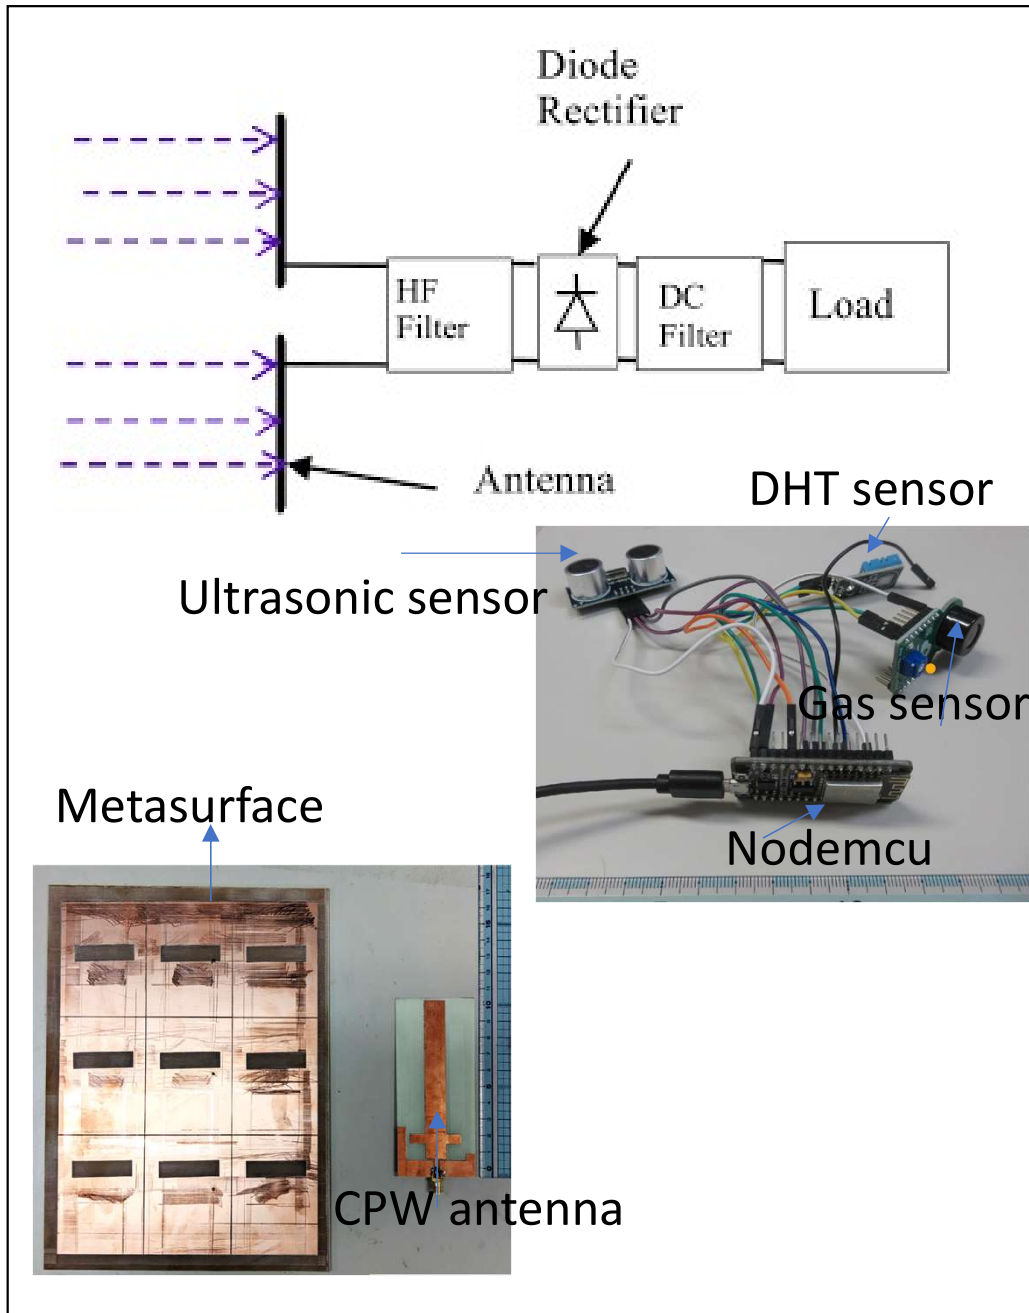 Diode
Rectifier
HF
Filter
DC
Filter
Load
Antenna
DHT sensor
Ultrasonic sensor
Gas sensor
Nodemcu
Metasurface
CPW antenna